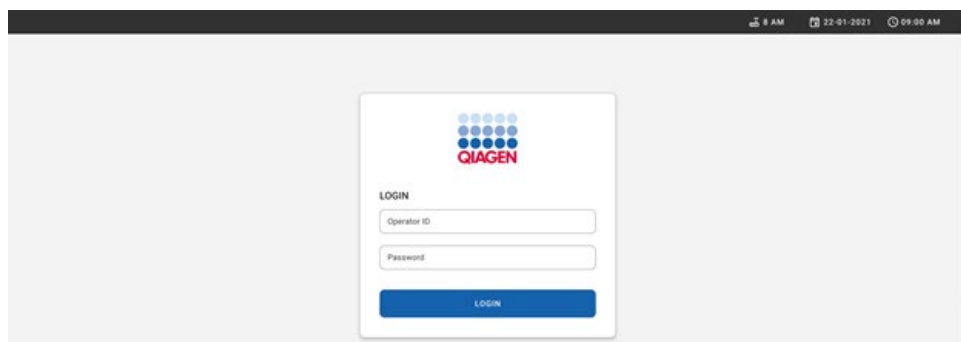 8 AM 22-01-2021 09:00 AM
QIAGEN
LOGIN
Operator ID
Password
LOGIN